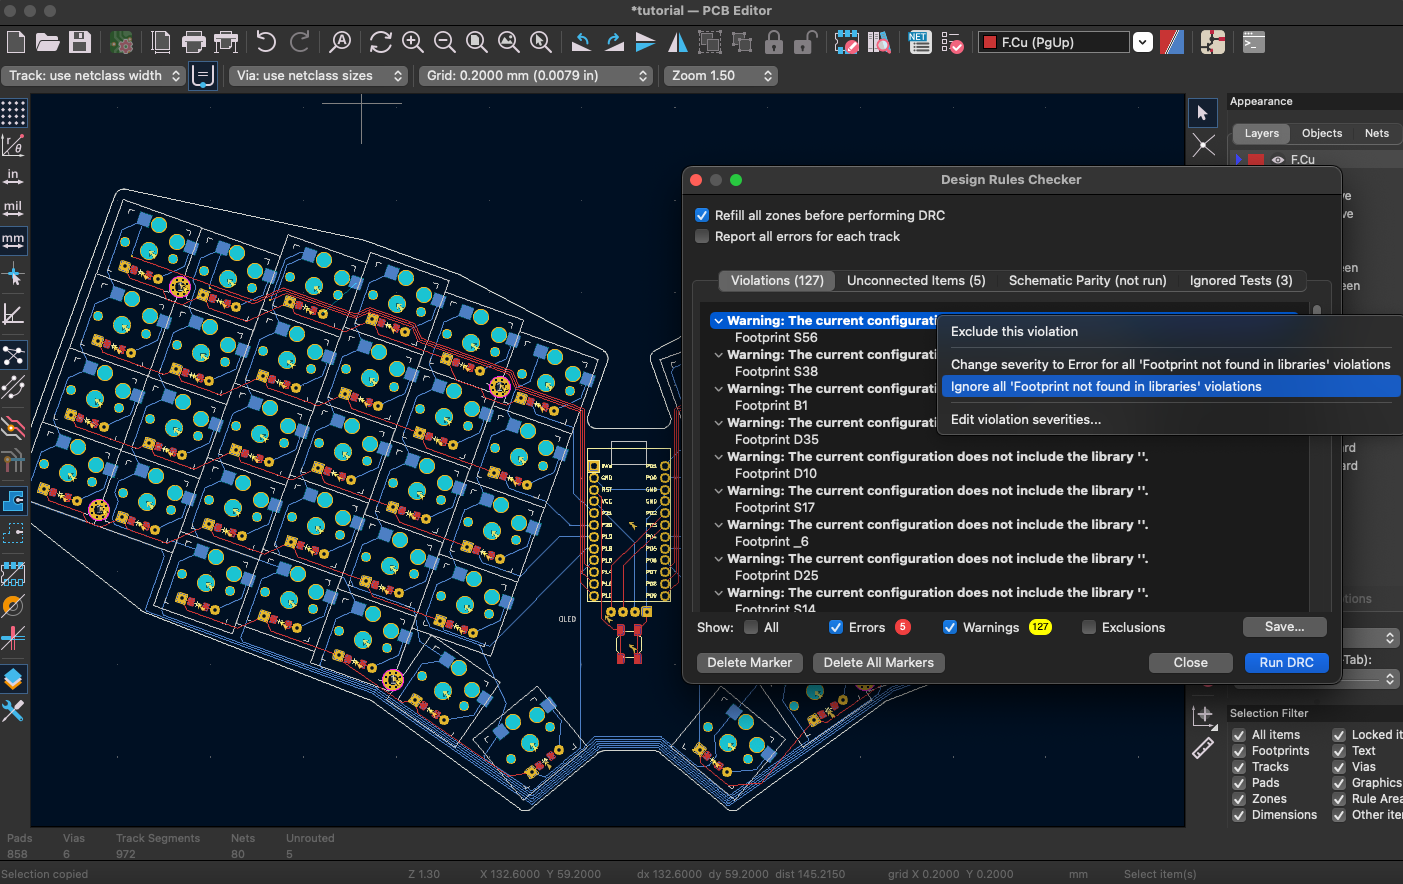 *tutorial — PCB Editor
F.Cu (PgUp)
Track: use netclass width
Via: use netclass sizes
Grid: 0.2000 mm (0.0079 in)
Zoom 1.50
Appearance
Layers
Objects
Nets
F.Cu
in
mil
mm
Design Rules Checker
Refill all zones before performing DRC
Report all errors for each track
Violations (127)
Unconnected Items (5)
Schematic Parity (not run)
Ignored Tests (3)
Warning: The current configurati
Footprint S56
Warning: The current configurati
Footprint S38
Warning: The current configurati
Footprint B1
Warning: The current configurati
Footprint D35
Warning: The current configuration does not include the library ''.
Footprint D10
Warning: The current configuration does not include the library ''.
Footprint S17
Warning: The current configuration does not include the library ''.
Footprint _6
Warning: The current configuration does not include the library ''.
Footprint D25
Warning: The current configuration does not include the library ''.
Footprint S14
Exclude this violation
Change severity to Error for all 'Footprint not found in libraries' violations
Ignore all 'Footprint not found in libraries' violations
Edit violation severities...
Show:
All
Errors
5
Warnings
127
Exclusions
Save...
Delete Marker
Delete All Markers
Close
Run DRC
OLED
-Tab):
Selection Filter
All items
Locked it
Footprints
Text
Tracks
Vias
Pads
Graphics
Zones
Rule Area
Dimensions
Other iter
Pads
Vias
Track Segments
Nets
Unrouted
858
6
972
80
5
Selection copied
Z 1.30
X 132.6000 Y 59.2000
dx 132.6000 dy 59.2000 dist 145.2150
grid X 0.2000 Y 0.2000
mm
Select item(s)